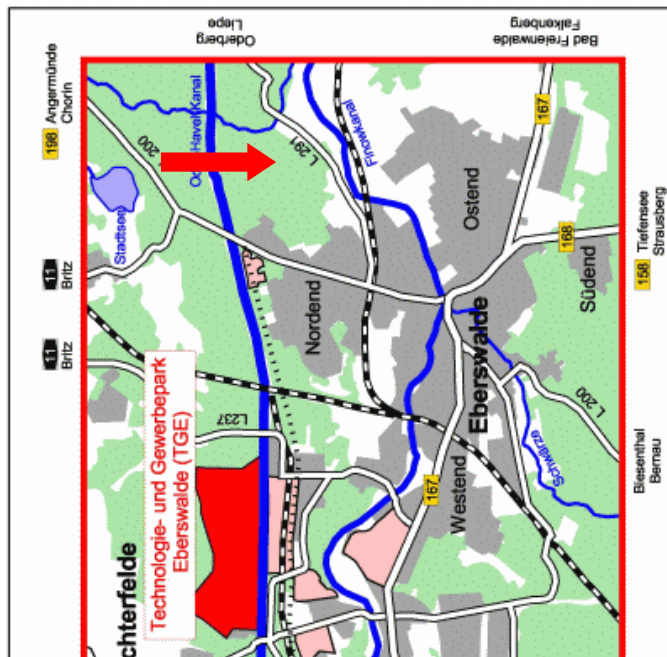 Oderberg
Liepe
Bad Freienwalde
Falkenberg
198 Angermünde
Chorin
11 Britz
11 Britz
158 Tiefensee
Strausberg
Biesenthal
Bernau
Havel Kanal
200
L 291
Finowkanal
167
Stadtsee
Nordend
Ostend
168
Südend
Eberswalde
Technologie- und Gewerbepark
Eberswalde (TGE)
L237
167
Westend
Schwärze
L 200
chterfelde